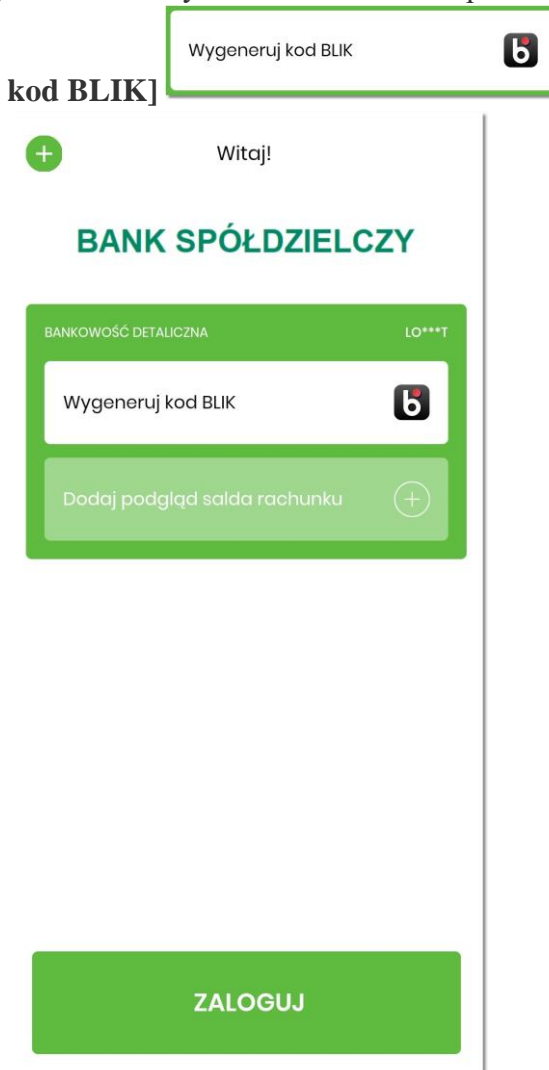 Wygeneruj kod BLIK
kod BLIK]
Witaj!
BANK SPÓŁDZIELCZY
BANKOWOŚĆ DETALICZNA LO***T
Wygeneruj kod BLIK
Dodaj podgląd salda rachunku
ZALOGUJ